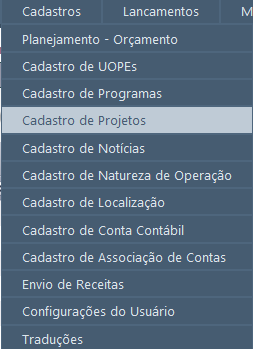 Cadastros Lançamentos M
Planejamento - Orçamento
Cadastro de UOPEs
Cadastro de Programas
Cadastro de Projetos
Cadastro de Notícias
Cadastro de Natureza de Operação
Cadastro de Localização
Cadastro de Conta Contábil
Cadastro de Associação de Contas
Envio de Receitas
Configurações do Usuário
Traduções